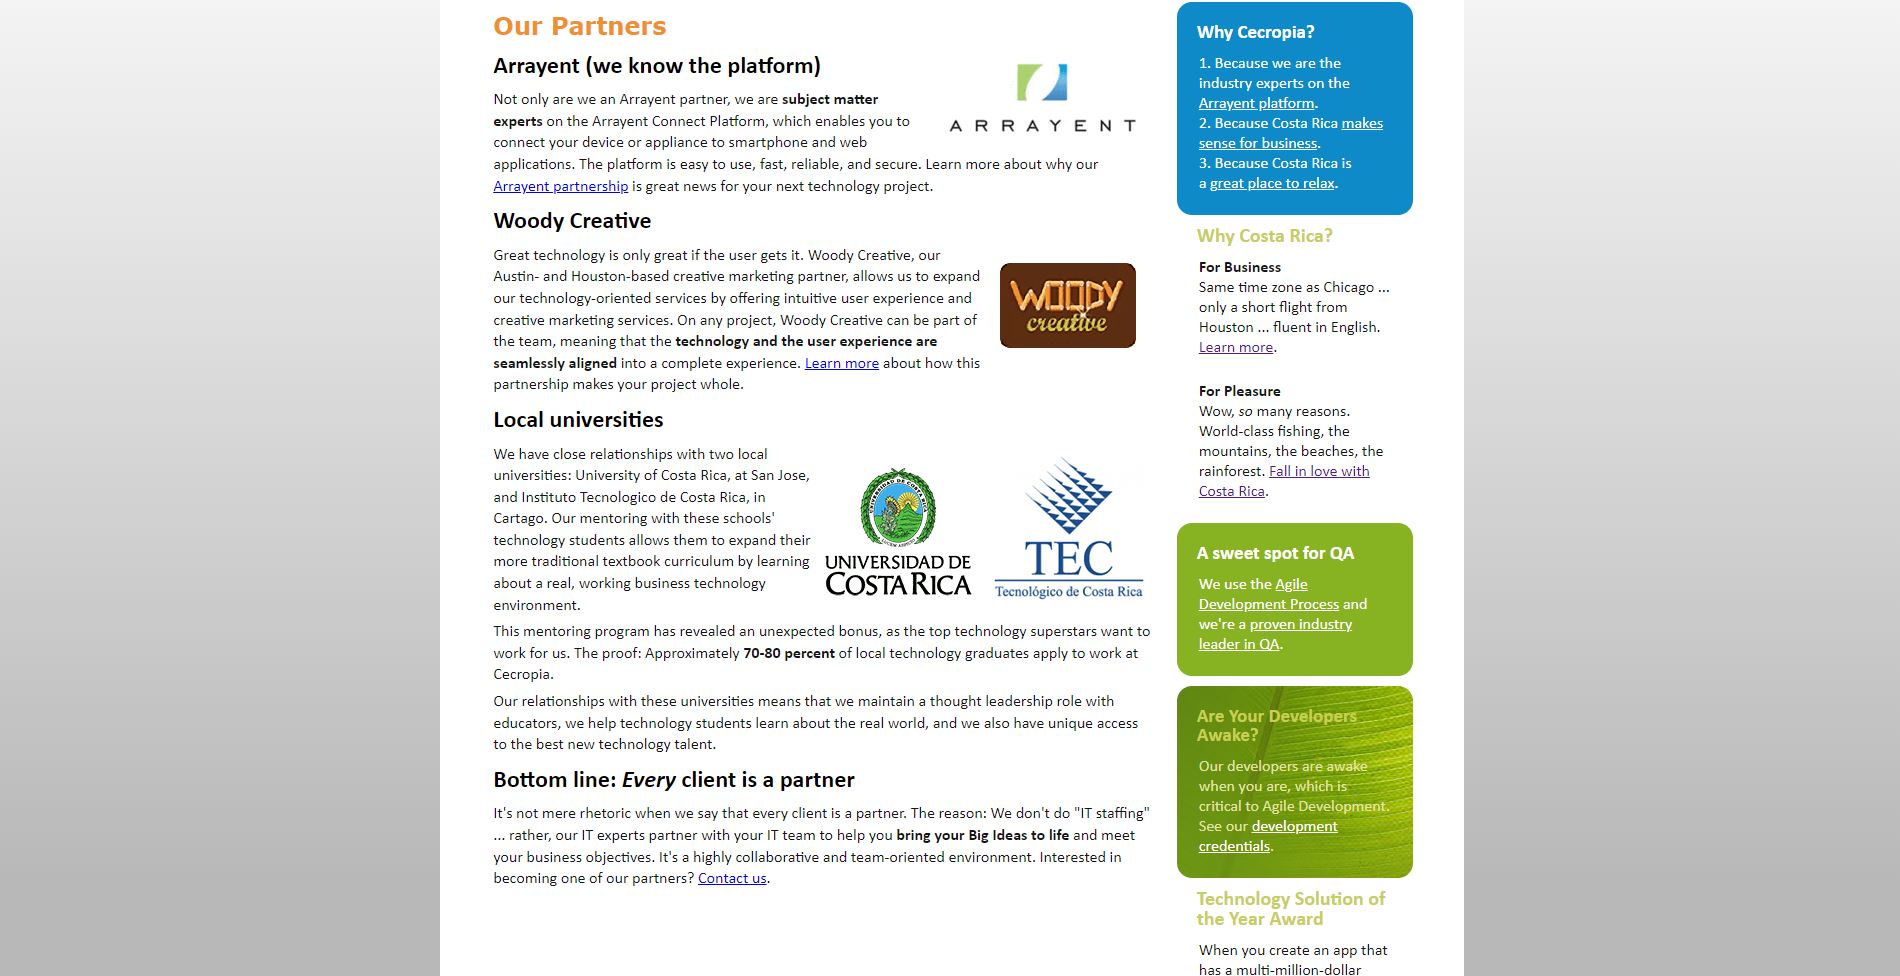 Our Partners
Arrayent (we know the platform)
Not only are we an Arrayent partner, we are subject matter
experts on the Arrayent Connect Platform, which enables you to
connect your device or appliance to smartphone and web
applications. The platform is easy to use, fast, reliable, and secure. Learn more about why our
Arrayent partnership is great news for your next technology project.
ARRAYENT
Woody Creative
Great technology is only great if the user gets it. Woody Creative, our
Austin- and Houston-based creative marketing partner, allows us to expand
our technology-oriented services by offering intuitive user experience and
creative marketing services. On any project, Woody Creative can be part of
the team, meaning that the technology and the user experience are
seamlessly aligned into a complete experience. Learn more about how this
partnership makes your project whole.
WOODY
creative
Local universities
We have close relationships with two local
universities: University of Costa Rica, at San Jose,
and Instituto Tecnologico de Costa Rica, in
Cartago. Our mentoring with these schools'
technology students allows them to expand their
more traditional textbook curriculum by learning
about a real, working business technology
environment.
UNIVERSIDAD DE
COSTA RICA
TEC
Tecnológico de Costa Rica
This mentoring program has revealed an unexpected bonus, as the top technology superstars want to
work for us. The proof: Approximately 70-80 percent of local technology graduates apply to work at
Cecropia.
Our relationships with these universities means that we maintain a thought leadership role with
educators, we help technology students learn about the real world, and we also have unique access
to the best new technology talent.
Bottom line: Every client is a partner
It's not mere rhetoric when we say that every client is a partner. The reason: We don't do "IT staffing"
... rather, our IT experts partner with your IT team to help you bring your Big Ideas to life and meet
your business objectives. It's a highly collaborative and team-oriented environment. Interested in
becoming one of our partners? Contact us.
Why Cecropia?
1. Because we are the
industry experts on the
Arrayent platform.
2. Because Costa Rica makes
sense for business.
3. Because Costa Rica is
a great place to relax.
Why Costa Rica?
For Business
Same time zone as Chicago ...
only a short flight from
Houston ... fluent in English.
Learn more.
For Pleasure
Wow, so many reasons.
World-class fishing, the
mountains, the beaches, the
rainforest. Fall in love with
Costa Rica.
A sweet spot for QA
We use the Agile
Development Process and
we're a proven industry
leader in QA.
Are Your Developers
Awake?
Our developers are awake
when you are, which is
critical to Agile Development.
See our development
credentials.
Technology Solution of
the Year Award
When you create an app that
has a multi-million-dollar